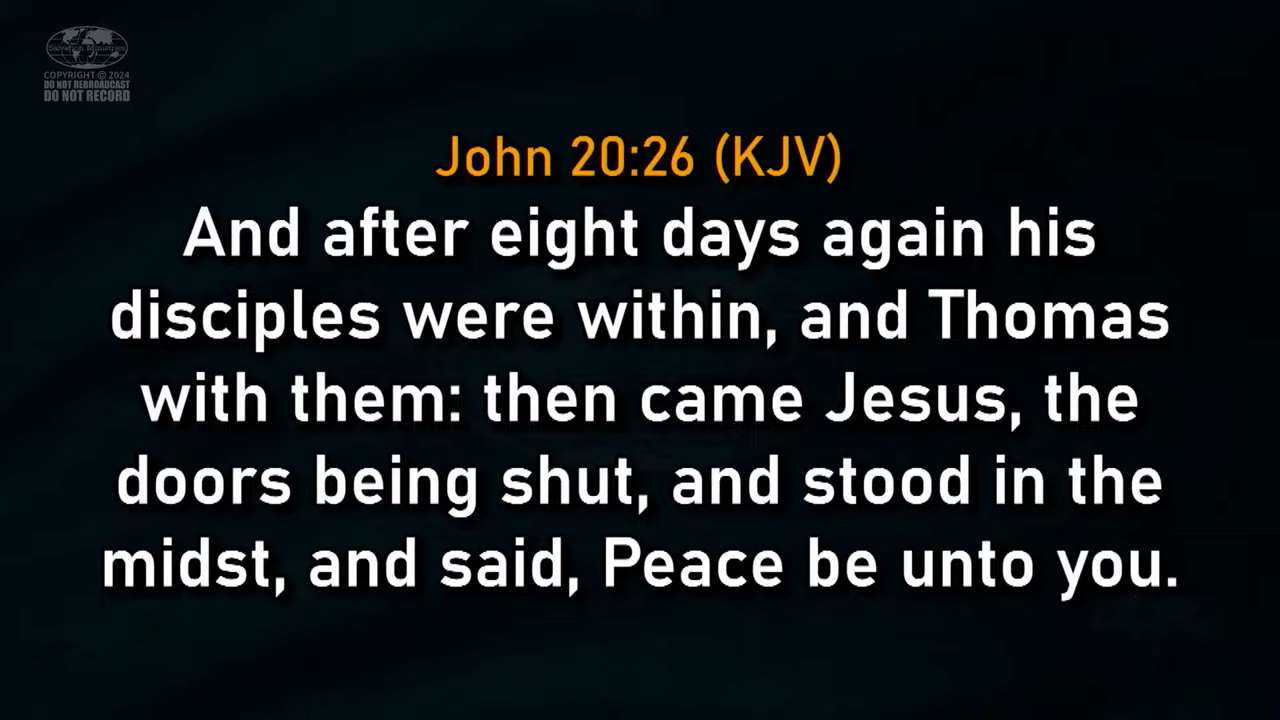 Salvation Ministries
COPYRIGHT © 2024
DO NOT REBROADCAST
DO NOT RECORD
John 20:26 (KJV)
And after eight days again his
disciples were within, and Thomas
with them: then came Jesus, the
doors being shut, and stood in the
midst, and said, Peace be unto you.